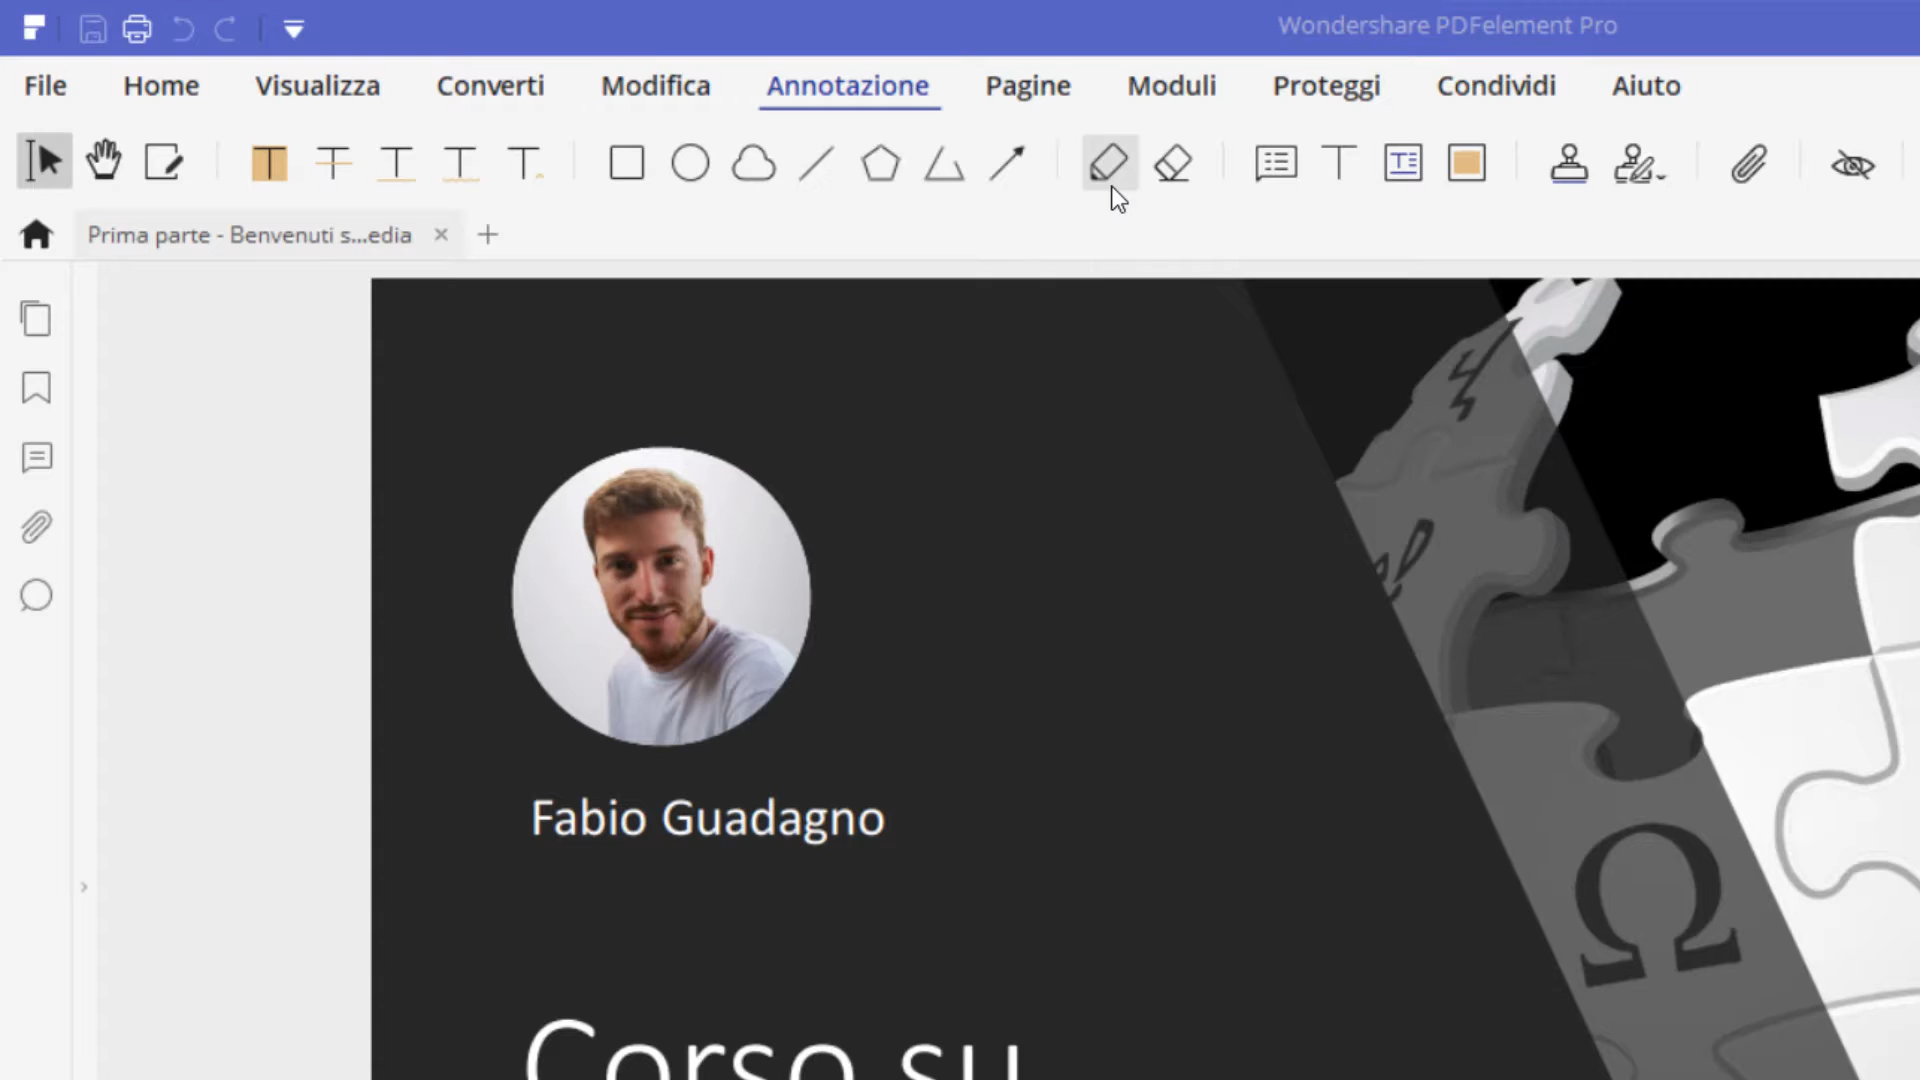 Wondershare PDFelement Pro
File Home Visualizza Converti Modifica Annotazione Pagine Moduli Proteggi Condividi Aiuto
Prima parte - Benvenuti s...edia
Fabio Guadagno
Corso su
Ω